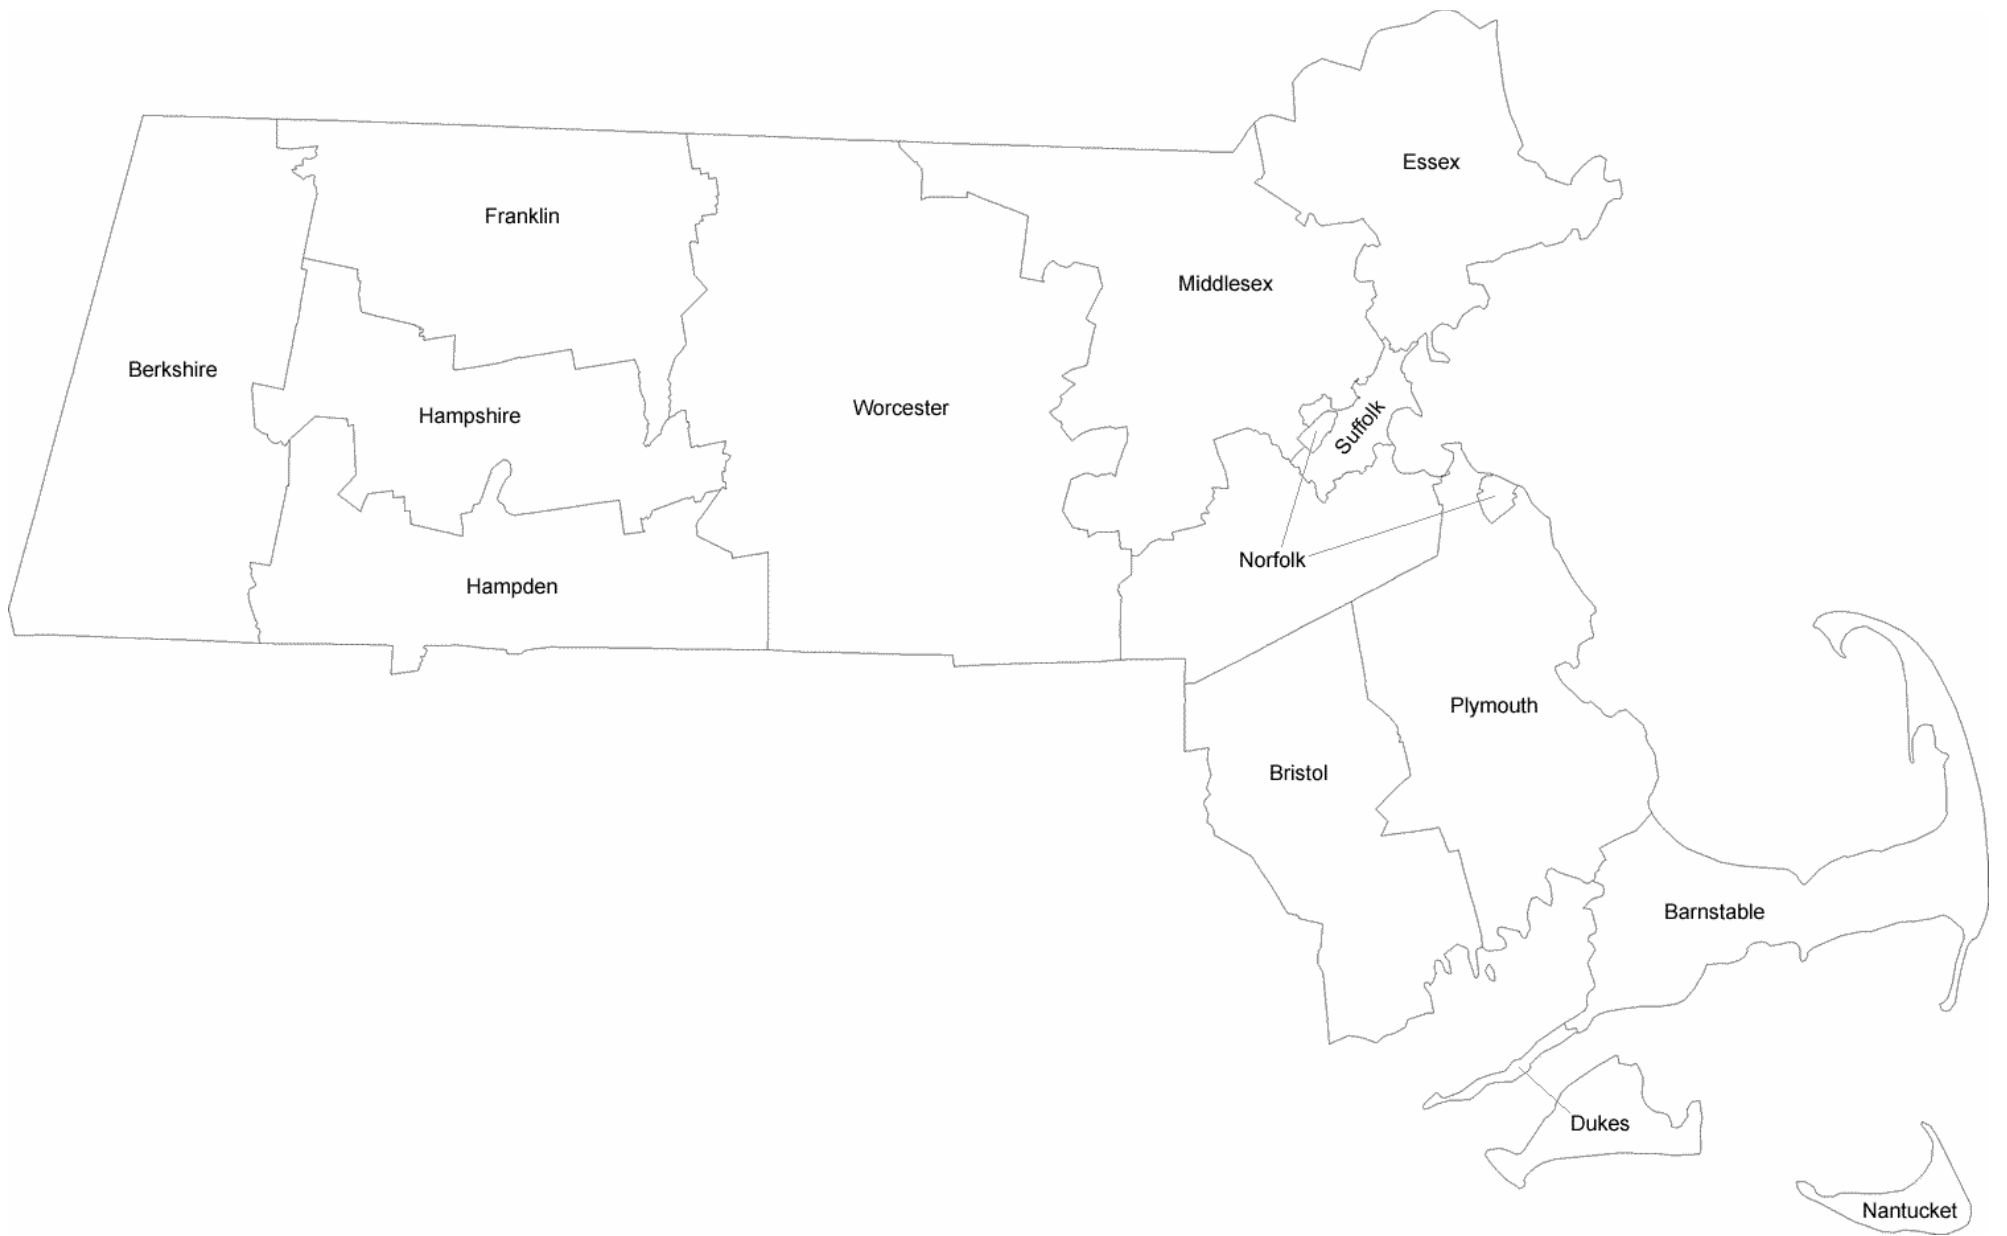 Essex
Franklin
Middlesex
Berkshire
Worcester
Hampshire
Suffolk
Norfolk
Hampden
Plymouth
Bristol
Barnstable
Dukes
Nantucket